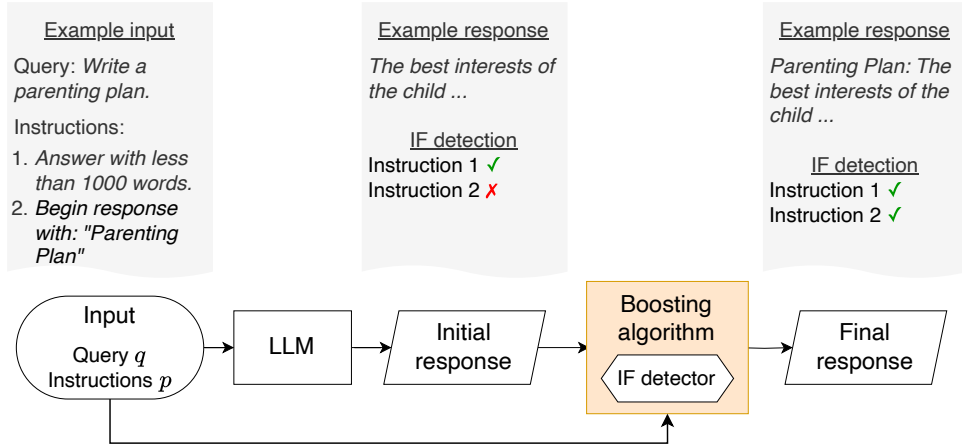 Example input
Query: Write a
parenting plan.
Instructions:
1. Answer with less
than 1000 words.
2. Begin response
with: "Parenting
Plan"
Example response
The best interests of
the child ...
IF detection
Instruction 1 ✓
Instruction 2 ✗
Example response
Parenting Plan: The
best interests of the
child ...
IF detection
Instruction 1 ✓
Instruction 2 ✓
Input
Query q
Instructions p
LLM
Initial
response
Boosting
algorithm
IF detector
Final
response